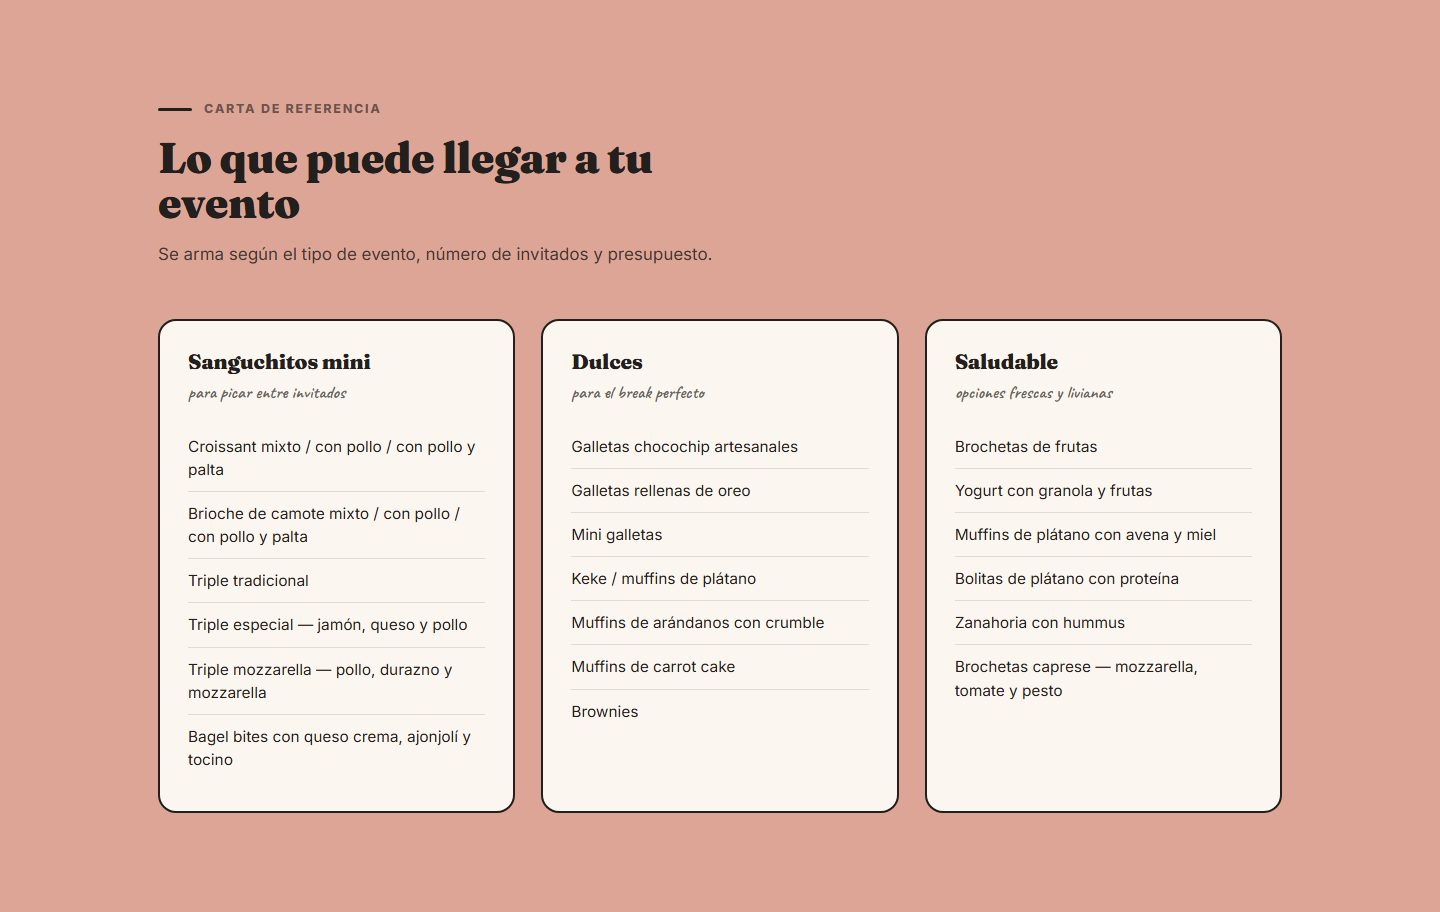 CARTA DE REFERENCIA
Lo que puede llegar a tu
evento
Se arma según el tipo de evento, número de invitados y presupuesto.
Sanguchitos mini
para picar entre invitados
Croissant mixto / con pollo / con pollo y
palta
Brioche de camote mixto / con pollo /
con pollo y palta
Triple tradicional
Triple especial — jamón, queso y pollo
Triple mozzarella — pollo, durazno y
mozzarella
Bagel bites con queso crema, ajonjolí y
tocino
Dulces
para el break perfecto
Galletas chocochip artesanales
Galletas rellenas de oreo
Mini galletas
Keke / muffins de plátano
Muffins de arándanos con crumble
Muffins de carrot cake
Brownies
Saludable
opciones frescas y livianas
Brochetas de frutas
Yogurt con granola y frutas
Muffins de plátano con avena y miel
Bolitas de plátano con proteína
Zanahoria con hummus
Brochetas caprese — mozzarella,
tomate y pesto